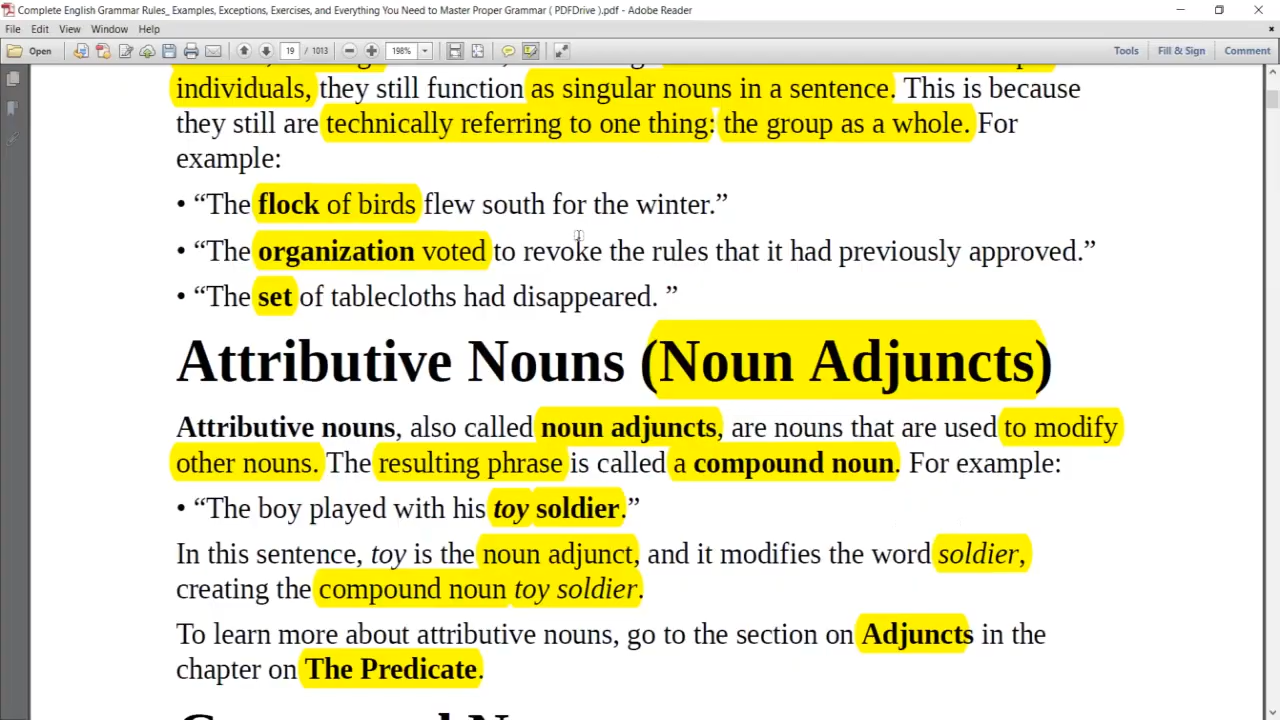 Complete English Grammar Rules_ Examples, Exceptions, Exercises, and Everything You Need to Master Proper Grammar ( PDFDrive ).pdf - Adobe Reader
File Edit View Window Help
Open 19 / 1013 198% Tools Fill & Sign Comment
individuals, they still function as singular nouns in a sentence. This is because
they still are technically referring to one thing: the group as a whole. For
example:
• “The flock of birds flew south for the winter.”
• “The organization voted to revoke the rules that it had previously approved.”
• “The set of tablecloths had disappeared. ”
Attributive Nouns (Noun Adjuncts)
Attributive nouns, also called noun adjuncts, are nouns that are used to modify
other nouns. The resulting phrase is called a compound noun. For example:
• “The boy played with his toy soldier.”
In this sentence, toy is the noun adjunct, and it modifies the word soldier,
creating the compound noun toy soldier.
To learn more about attributive nouns, go to the section on Adjuncts in the
chapter on The Predicate.